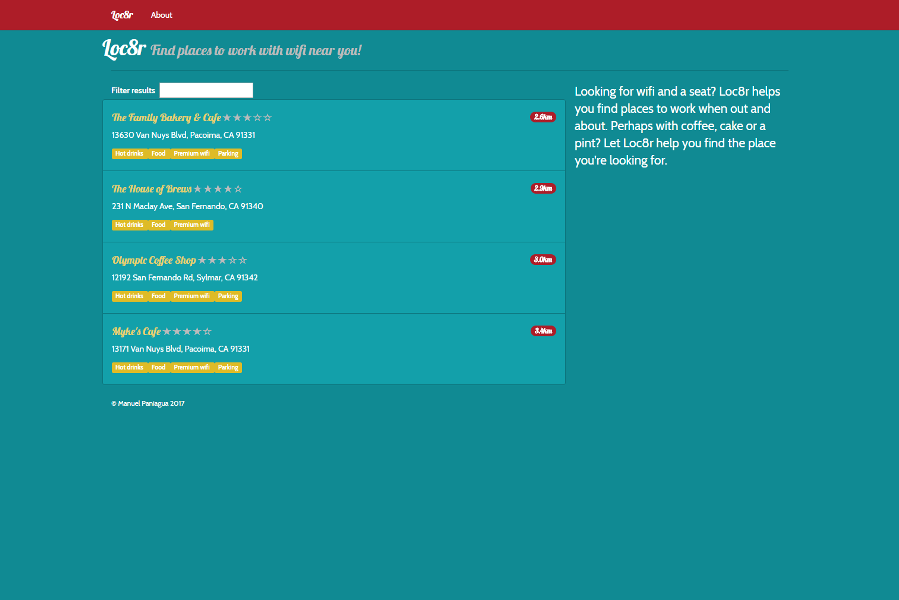 Loc8r About
Loc8r Find places to work with wifi near you!
Filter results
The Family Bakery & Cafe ★★★☆☆ 2.6km
13630 Van Nuys Blvd, Pacoima, CA 91331
Hot drinks Food Premium wifi Parking
The House of Brews ★★★★☆ 2.9km
231 N Maclay Ave, San Fernando, CA 91340
Hot drinks Food Premium wifi
Olympic Coffee Shop ★★★☆☆ 3.0km
12192 San Fernando Rd, Sylmar, CA 91342
Hot drinks Food Premium wifi Parking
Myke's Cafe ★★★★☆ 3.4km
13171 Van Nuys Blvd, Pacoima, CA 91331
Hot drinks Food Premium wifi Parking
Looking for wifi and a seat? Loc8r helps
you find places to work when out and
about. Perhaps with coffee, cake or a
pint? Let Loc8r help you find the place
you're looking for.
© Manuel Paniagua 2017